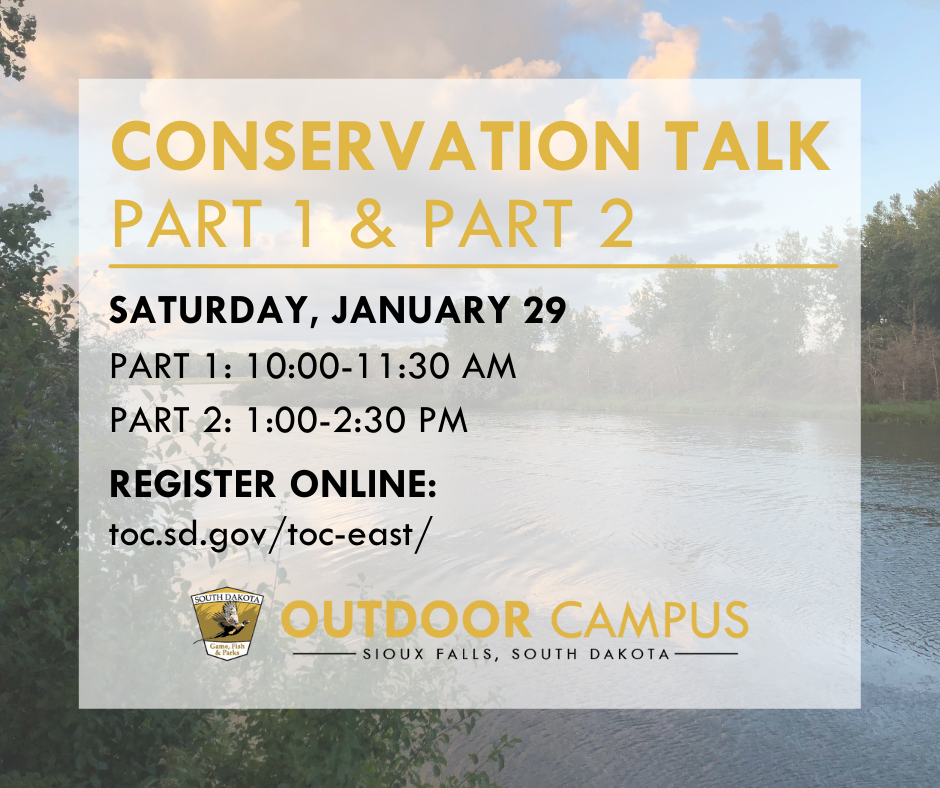 CONSERVATION TALK
PART 1 & PART 2
SATURDAY, JANUARY 29
PART 1: 10:00-11:30 AM
PART 2: 1:00-2:30 PM
REGISTER ONLINE:
toc.sd.gov/toc-east/
SOUTH DAKOTA
Game, Fish
& Parks
OUTDOOR CAMPUS
SIOUX FALLS, SOUTH DAKOTA